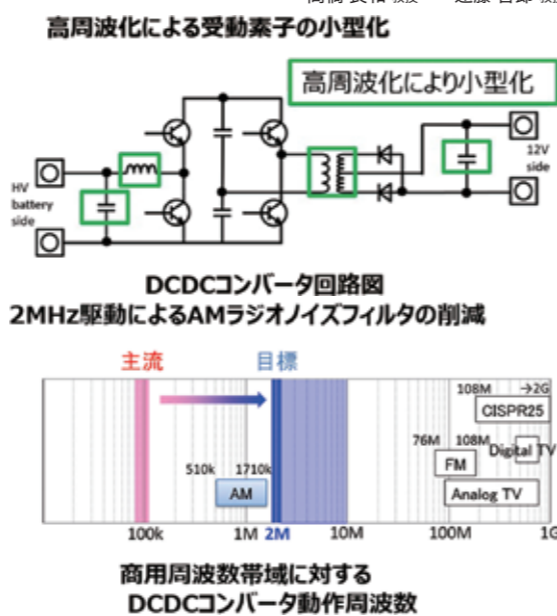 高周波化による受動素子の小型化
高周波化により小型化
HV
battery
side
12V
side
DCDCコンバータ回路図
2MHz駆動によるAMラジオノイズフィルタの削減
主流
目標
108M →2G
CISPR25
76M 108M
Digital TV
FM
510k 1710k
AM
Analog TV
100k 1M 2M 10M 100M 1G
商用周波数帯域に対する
DCDCコンバータ動作周波数